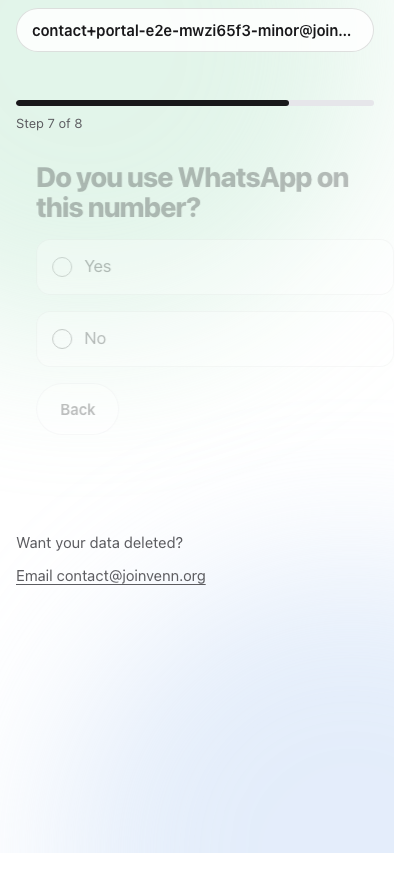 contact+portal-e2e-mwzi65f3-minor@join...
Step 7 of 8
Do you use WhatsApp on
this number?
Yes
No
Back
Want your data deleted?
Email contact@joinvenn.org